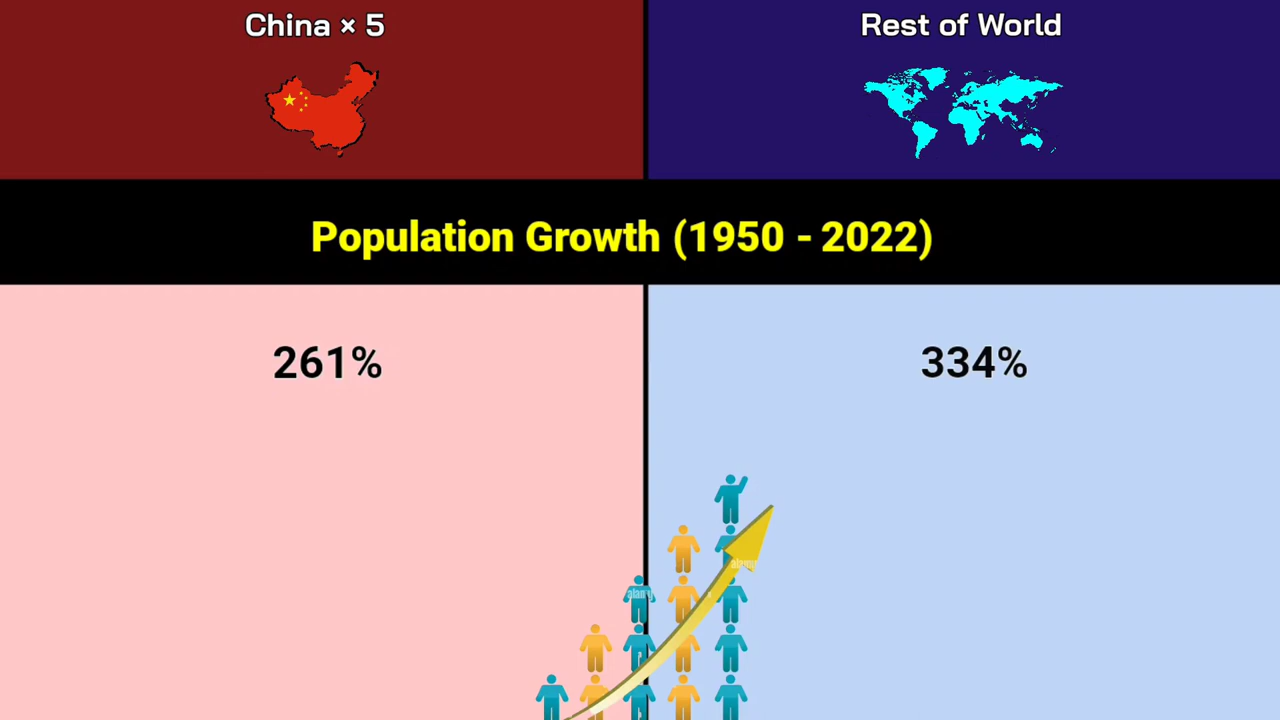 China × 5
Rest of World
Population Growth (1950 - 2022)
261%
334%